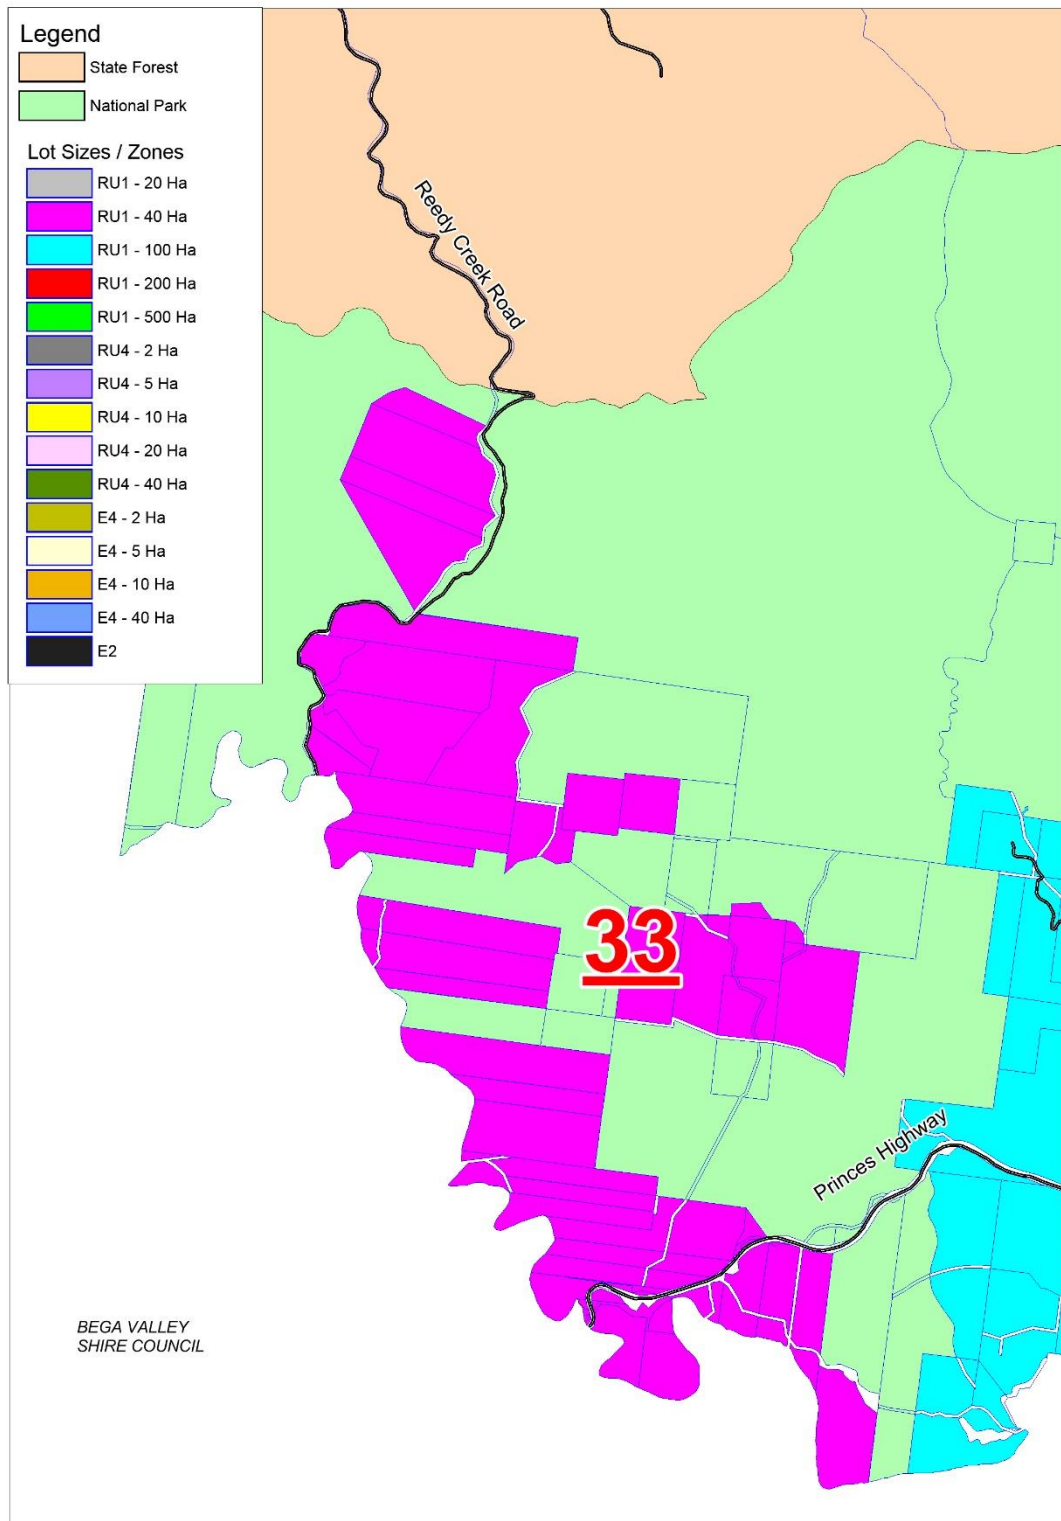 Legend
State Forest
National Park
Lot Sizes / Zones
RU1 - 20 Ha
RU1 - 40 Ha
RU1 - 100 Ha
RU1 - 200 Ha
RU1 - 500 Ha
RU4 - 2 Ha
RU4 - 5 Ha
RU4 - 10 Ha
RU4 - 20 Ha
RU4 - 40 Ha
E4 - 2 Ha
E4 - 5 Ha
E4 - 10 Ha
E4 - 40 Ha
E2
Reedy Creek Road
33
Princes Highway
BEGA VALLEY
SHIRE COUNCIL